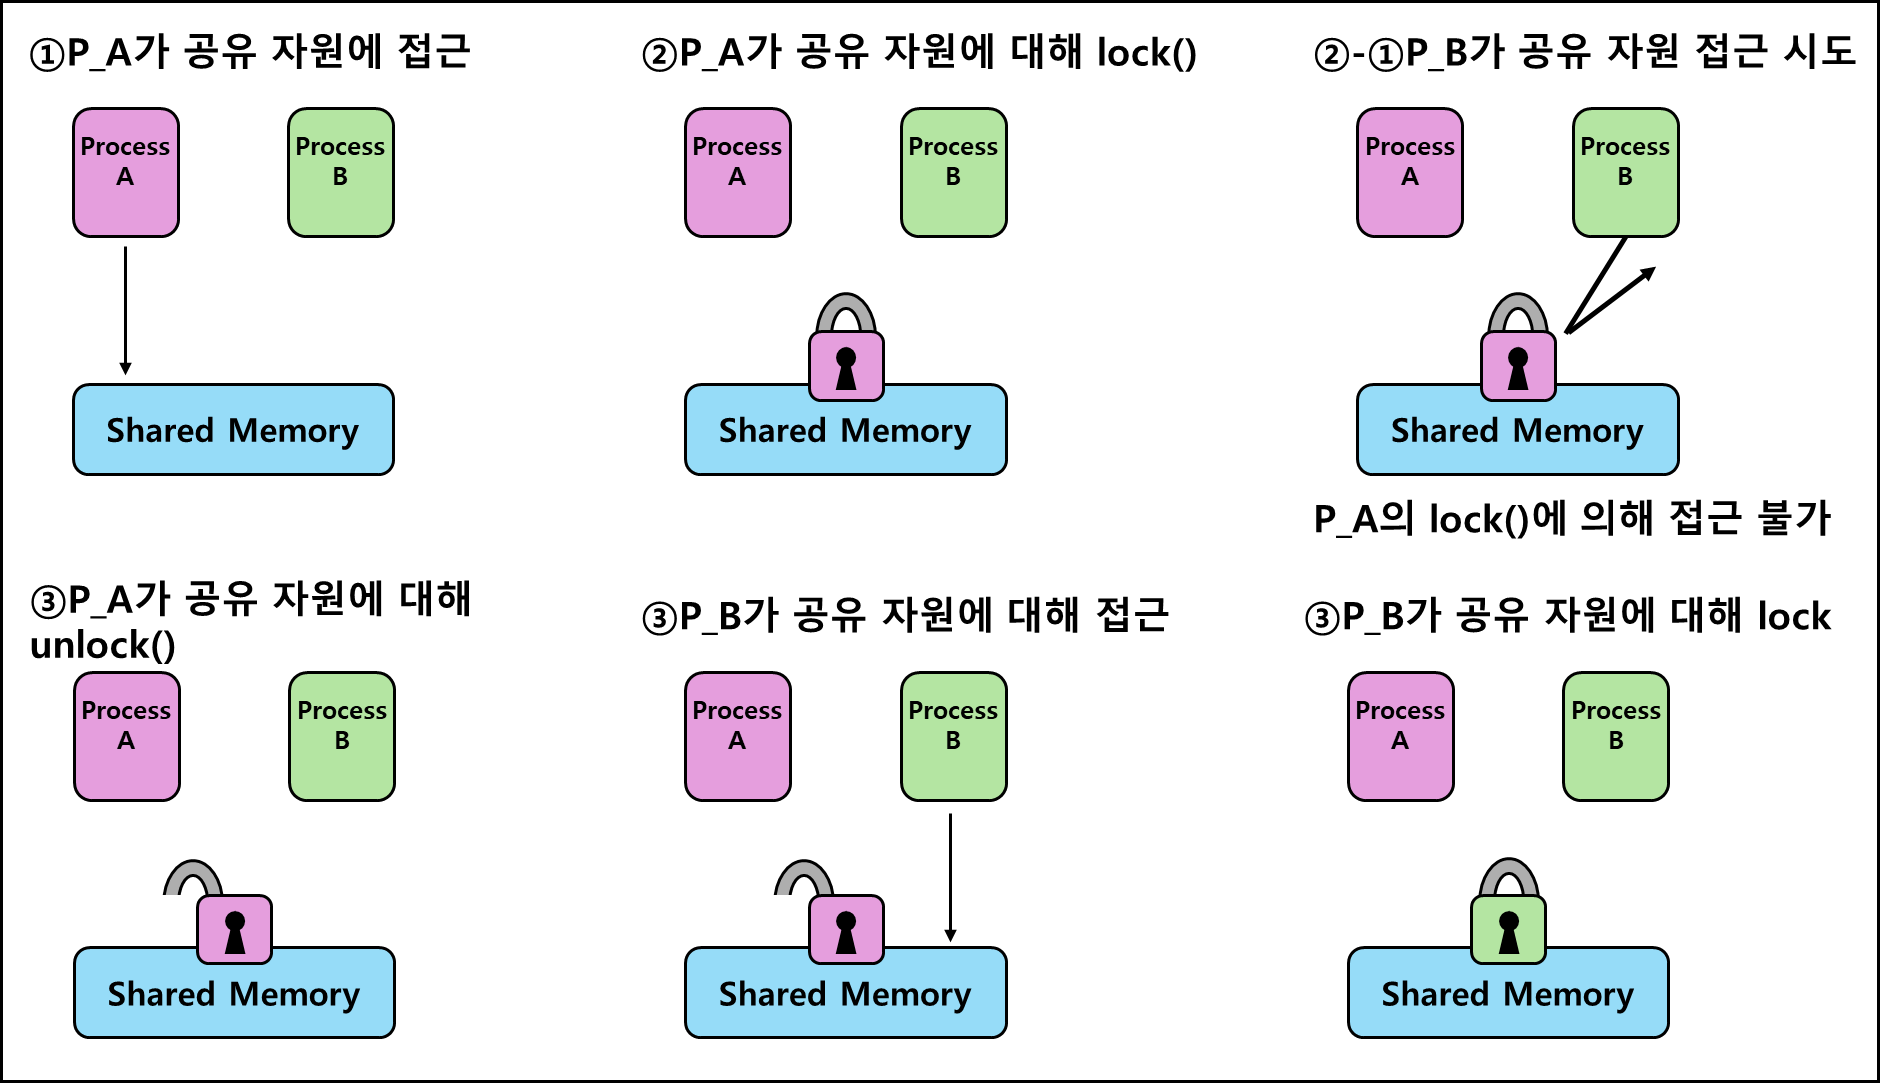 ①P_A가 공유 자원에 접근
Process
A
Process
B
Shared Memory
②P_A가 공유 자원에 대해 lock()
Process
A
Process
B
Shared Memory
②-①P_B가 공유 자원 접근 시도
Process
A
Process
B
Shared Memory
P_A의 lock()에 의해 접근 불가
③P_A가 공유 자원에 대해
unlock()
Process
A
Process
B
Shared Memory
③P_B가 공유 자원에 대해 접근
Process
A
Process
B
Shared Memory
③P_B가 공유 자원에 대해 lock
Process
A
Process
B
Shared Memory